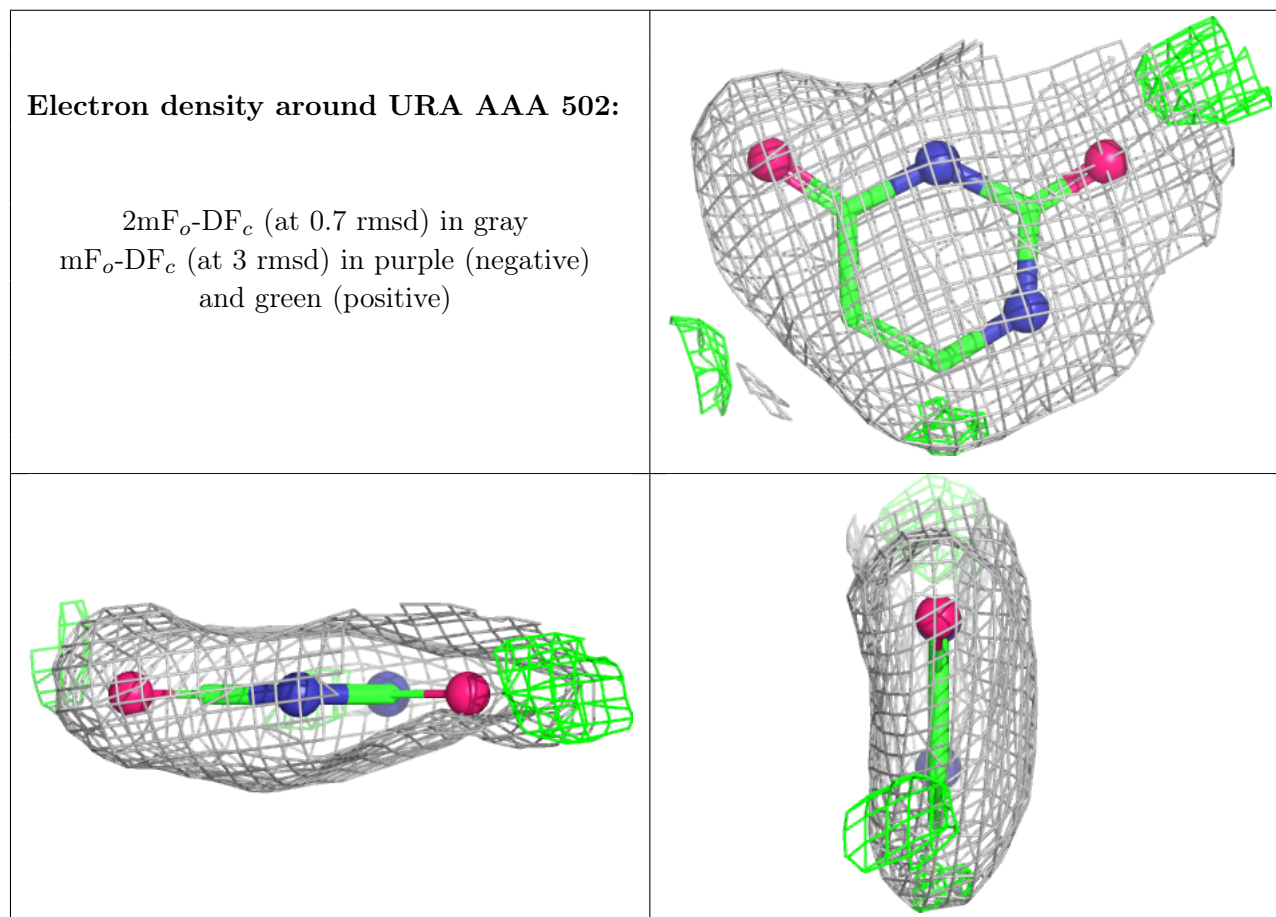 Electron density around URA AAA 502:
2mFo-DFc (at 0.7 rmsd) in gray
mFo-DFc (at 3 rmsd) in purple (negative)
and green (positive)